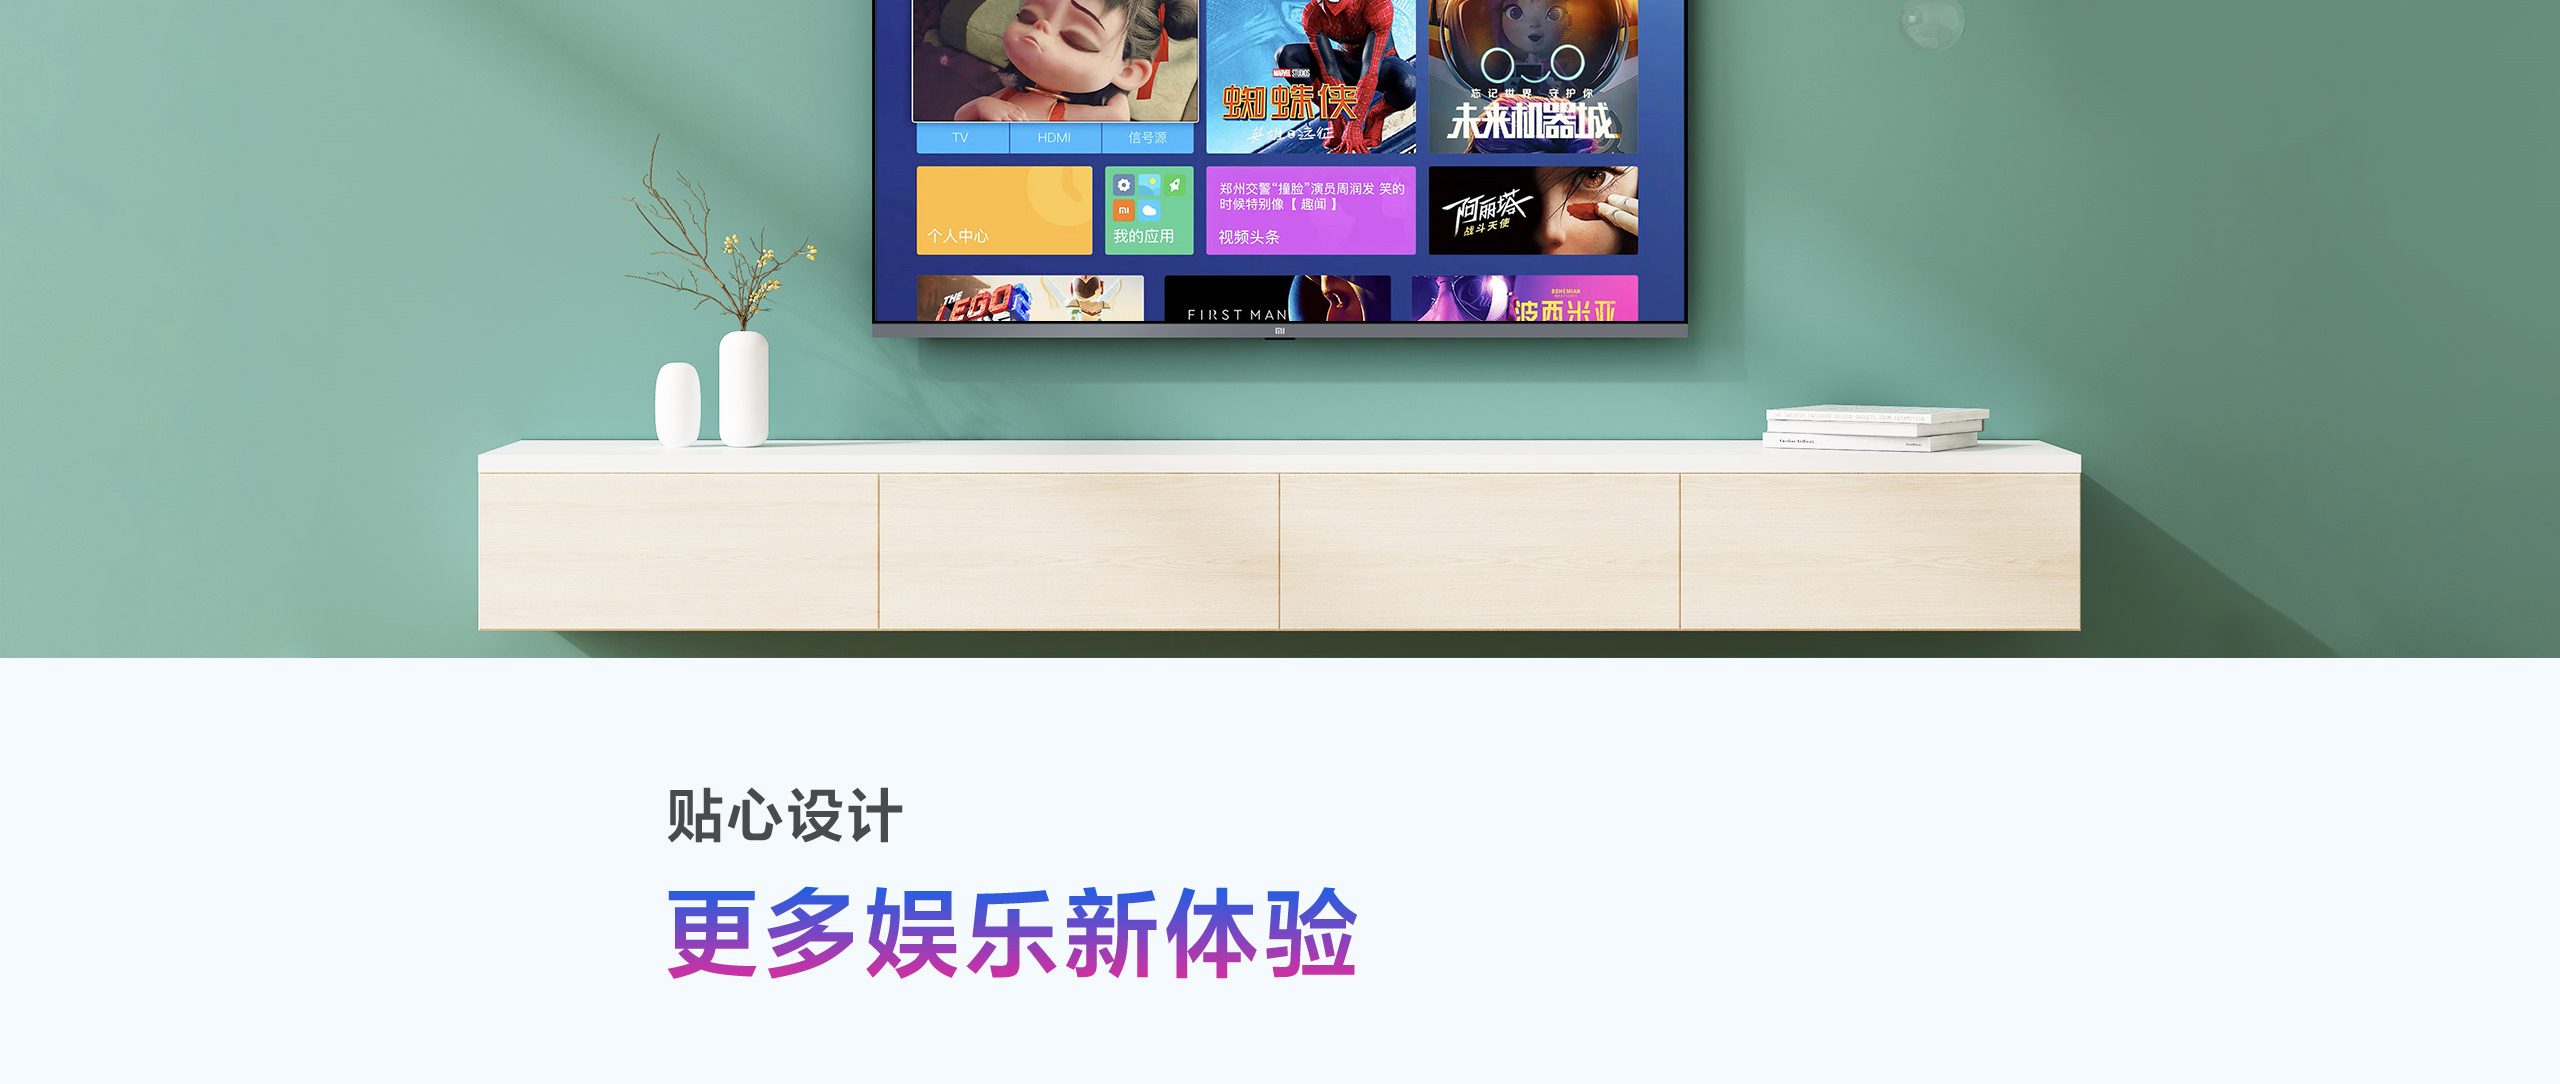 MARVEL STUDIOS
蜘蛛侠
英雄远征
忘记世界 守护你
未来机器城
TV
HDMI
信号源
郑州交警“撞脸”演员周润发 笑的
时候特别像【 趣闻 】
视频头条
个人中心
mi
我的应用
阿丽塔
战斗天使
THE
LEGO
FIRST MAN
BOHEMIAN
波西米亚
mi
贴心设计
更多娱乐新体验